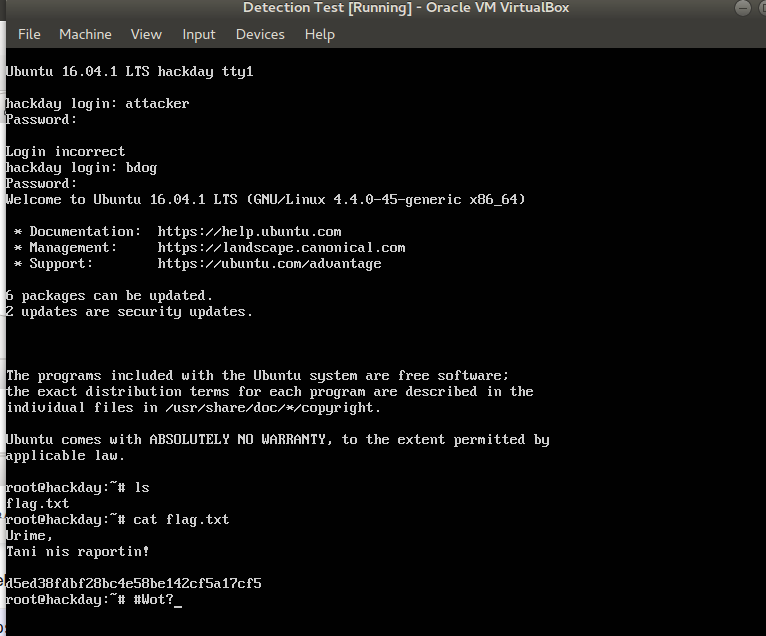 Detection Test [Running] - Oracle VM VirtualBox
File Machine View Input Devices Help
Ubuntu 16.04.1 LTS hackday tty1
hackday login: attacker
Password:
Login incorrect
hackday login: bdog
Password:
Welcome to Ubuntu 16.04.1 LTS (GNU/Linux 4.4.0-45-generic x86_64)
* Documentation: https://help.ubuntu.com
* Management: https://landscape.canonical.com
* Support: https://ubuntu.com/advantage
6 packages can be updated.
2 updates are security updates.
The programs included with the Ubuntu system are free software;
the exact distribution terms for each program are described in the
individual files in /usr/share/doc/*/copyright.
Ubuntu comes with ABSOLUTELY NO WARRANTY, to the extent permitted by
applicable law.
root@hackday:~# ls
flag.txt
root@hackday:~# cat flag.txt
Urime,
Tani nis raportin!
d5ed38fdbf28bc4e58be142cf5a17cf5
root@hackday:~# #Wot?_